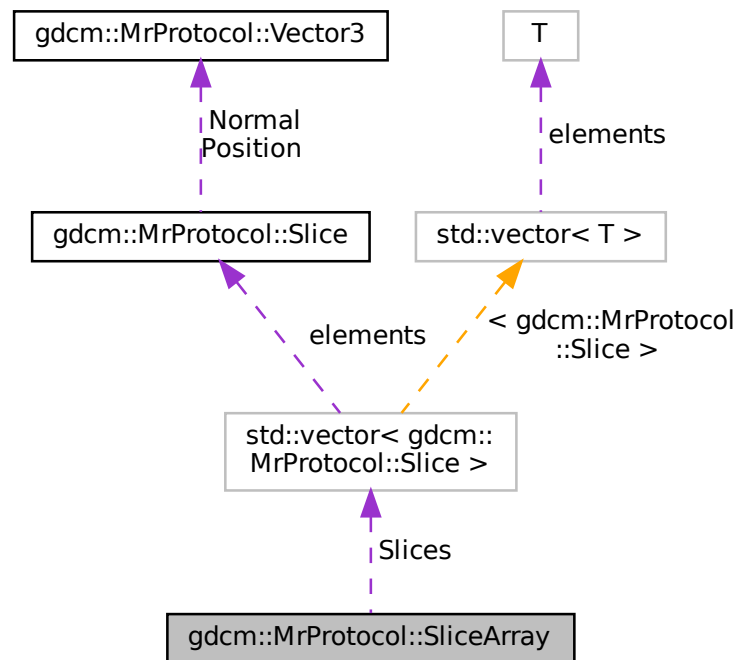 gdcm::MrProtocol::Vector3
T
Normal
Position
elements
gdcm::MrProtocol::Slice
std::vector< T >
elements
< gdcm::MrProtocol
::Slice >
std::vector< gdcm::
MrProtocol::Slice >
Slices
gdcm::MrProtocol::SliceArray